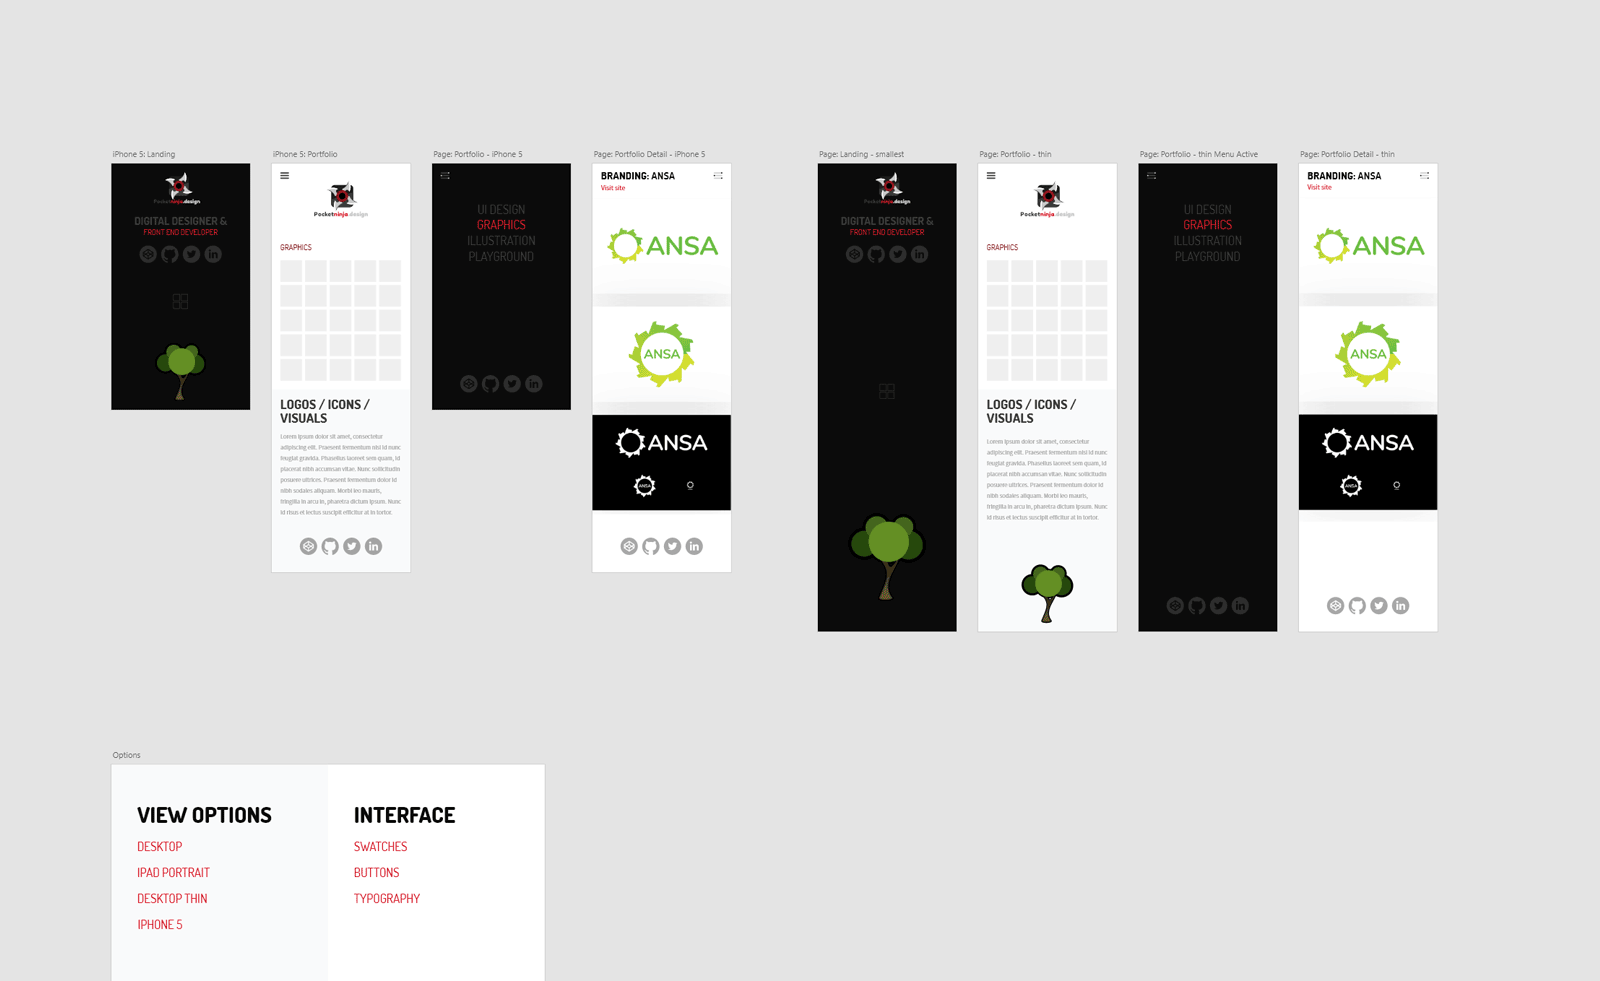 iPhone 5: Landing
Pocketninja.design
DIGITAL DESIGNER &
FRONT END DEVELOPER
iPhone 5: Portfolio
Pocketninja.design
GRAPHICS
LOGOS / ICONS /
VISUALS
Lorem ipsum dolor sit amet, consectetur
adipiscing elit. Praesent fermentum nisl id nunc
feugiat gravida. Phasellus laoreet sem quam, id
placerat nibh accumsan vitae. Nunc sollicitudin
posuere ultrices. Praesent fermentum dolor id
nibh sodales aliquam. Morbi leo mauris,
fringilla in arcu in, pharetra dictum ipsum. Nunc
id risus et lectus suscipit efficitur at in tortor.
Page: Portfolio - iPhone 5
UI DESIGN
GRAPHICS
ILLUSTRATION
PLAYGROUND
Page: Portfolio Detail - iPhone 5
BRANDING: ANSA
Visit site
ANSA
ANSA
ANSA
ANSA
Page: Landing - smallest
Pocketninja.design
DIGITAL DESIGNER &
FRONT END DEVELOPER
Page: Portfolio - thin
Pocketninja.design
GRAPHICS
LOGOS / ICONS /
VISUALS
Lorem ipsum dolor sit amet, consectetur
adipiscing elit. Praesent fermentum nisl id nunc
feugiat gravida. Phasellus laoreet sem quam, id
placerat nibh accumsan vitae. Nunc sollicitudin
posuere ultrices. Praesent fermentum dolor id
nibh sodales aliquam. Morbi leo mauris,
fringilla in arcu in, pharetra dictum ipsum. Nunc
id risus et lectus suscipit efficitur at in tortor.
Page: Portfolio - thin Menu Active
UI DESIGN
GRAPHICS
ILLUSTRATION
PLAYGROUND
Page: Portfolio Detail - thin
BRANDING: ANSA
Visit site
ANSA
ANSA
ANSA
ANSA
Options
VIEW OPTIONS
DESKTOP
IPAD PORTRAIT
DESKTOP THIN
IPHONE 5
INTERFACE
SWATCHES
BUTTONS
TYPOGRAPHY